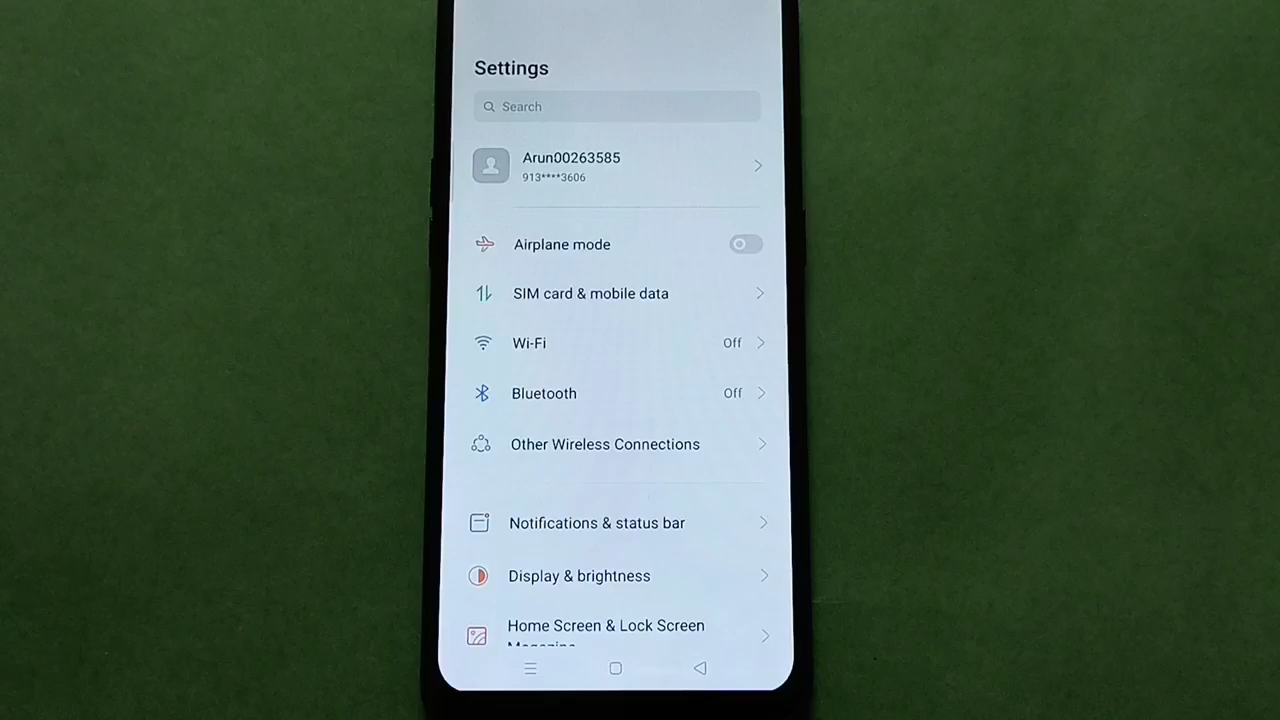 Settings
Search
Arun00263585
913****3606
Airplane mode
SIM card & mobile data
Wi-Fi Off
Bluetooth Off
Other Wireless Connections
Notifications & status bar
Display & brightness
Home Screen & Lock Screen
Magazine